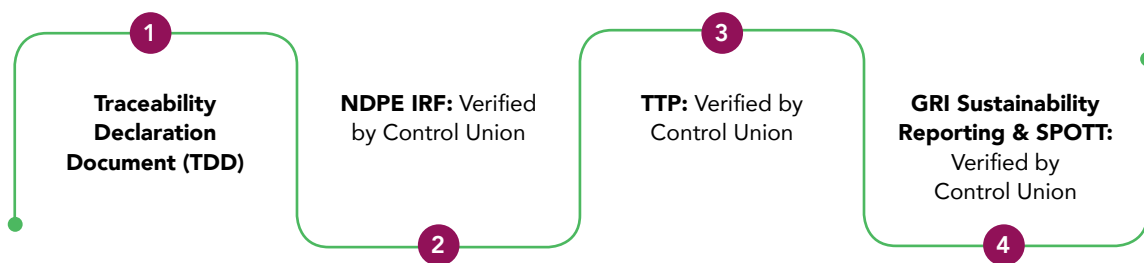 1
Traceability
Declaration
Document (TDD)
2
NDPE IRF: Verified
by Control Union
3
TTP: Verified by
Control Union
4
GRI Sustainability
Reporting & SPOTT:
Verified by
Control Union